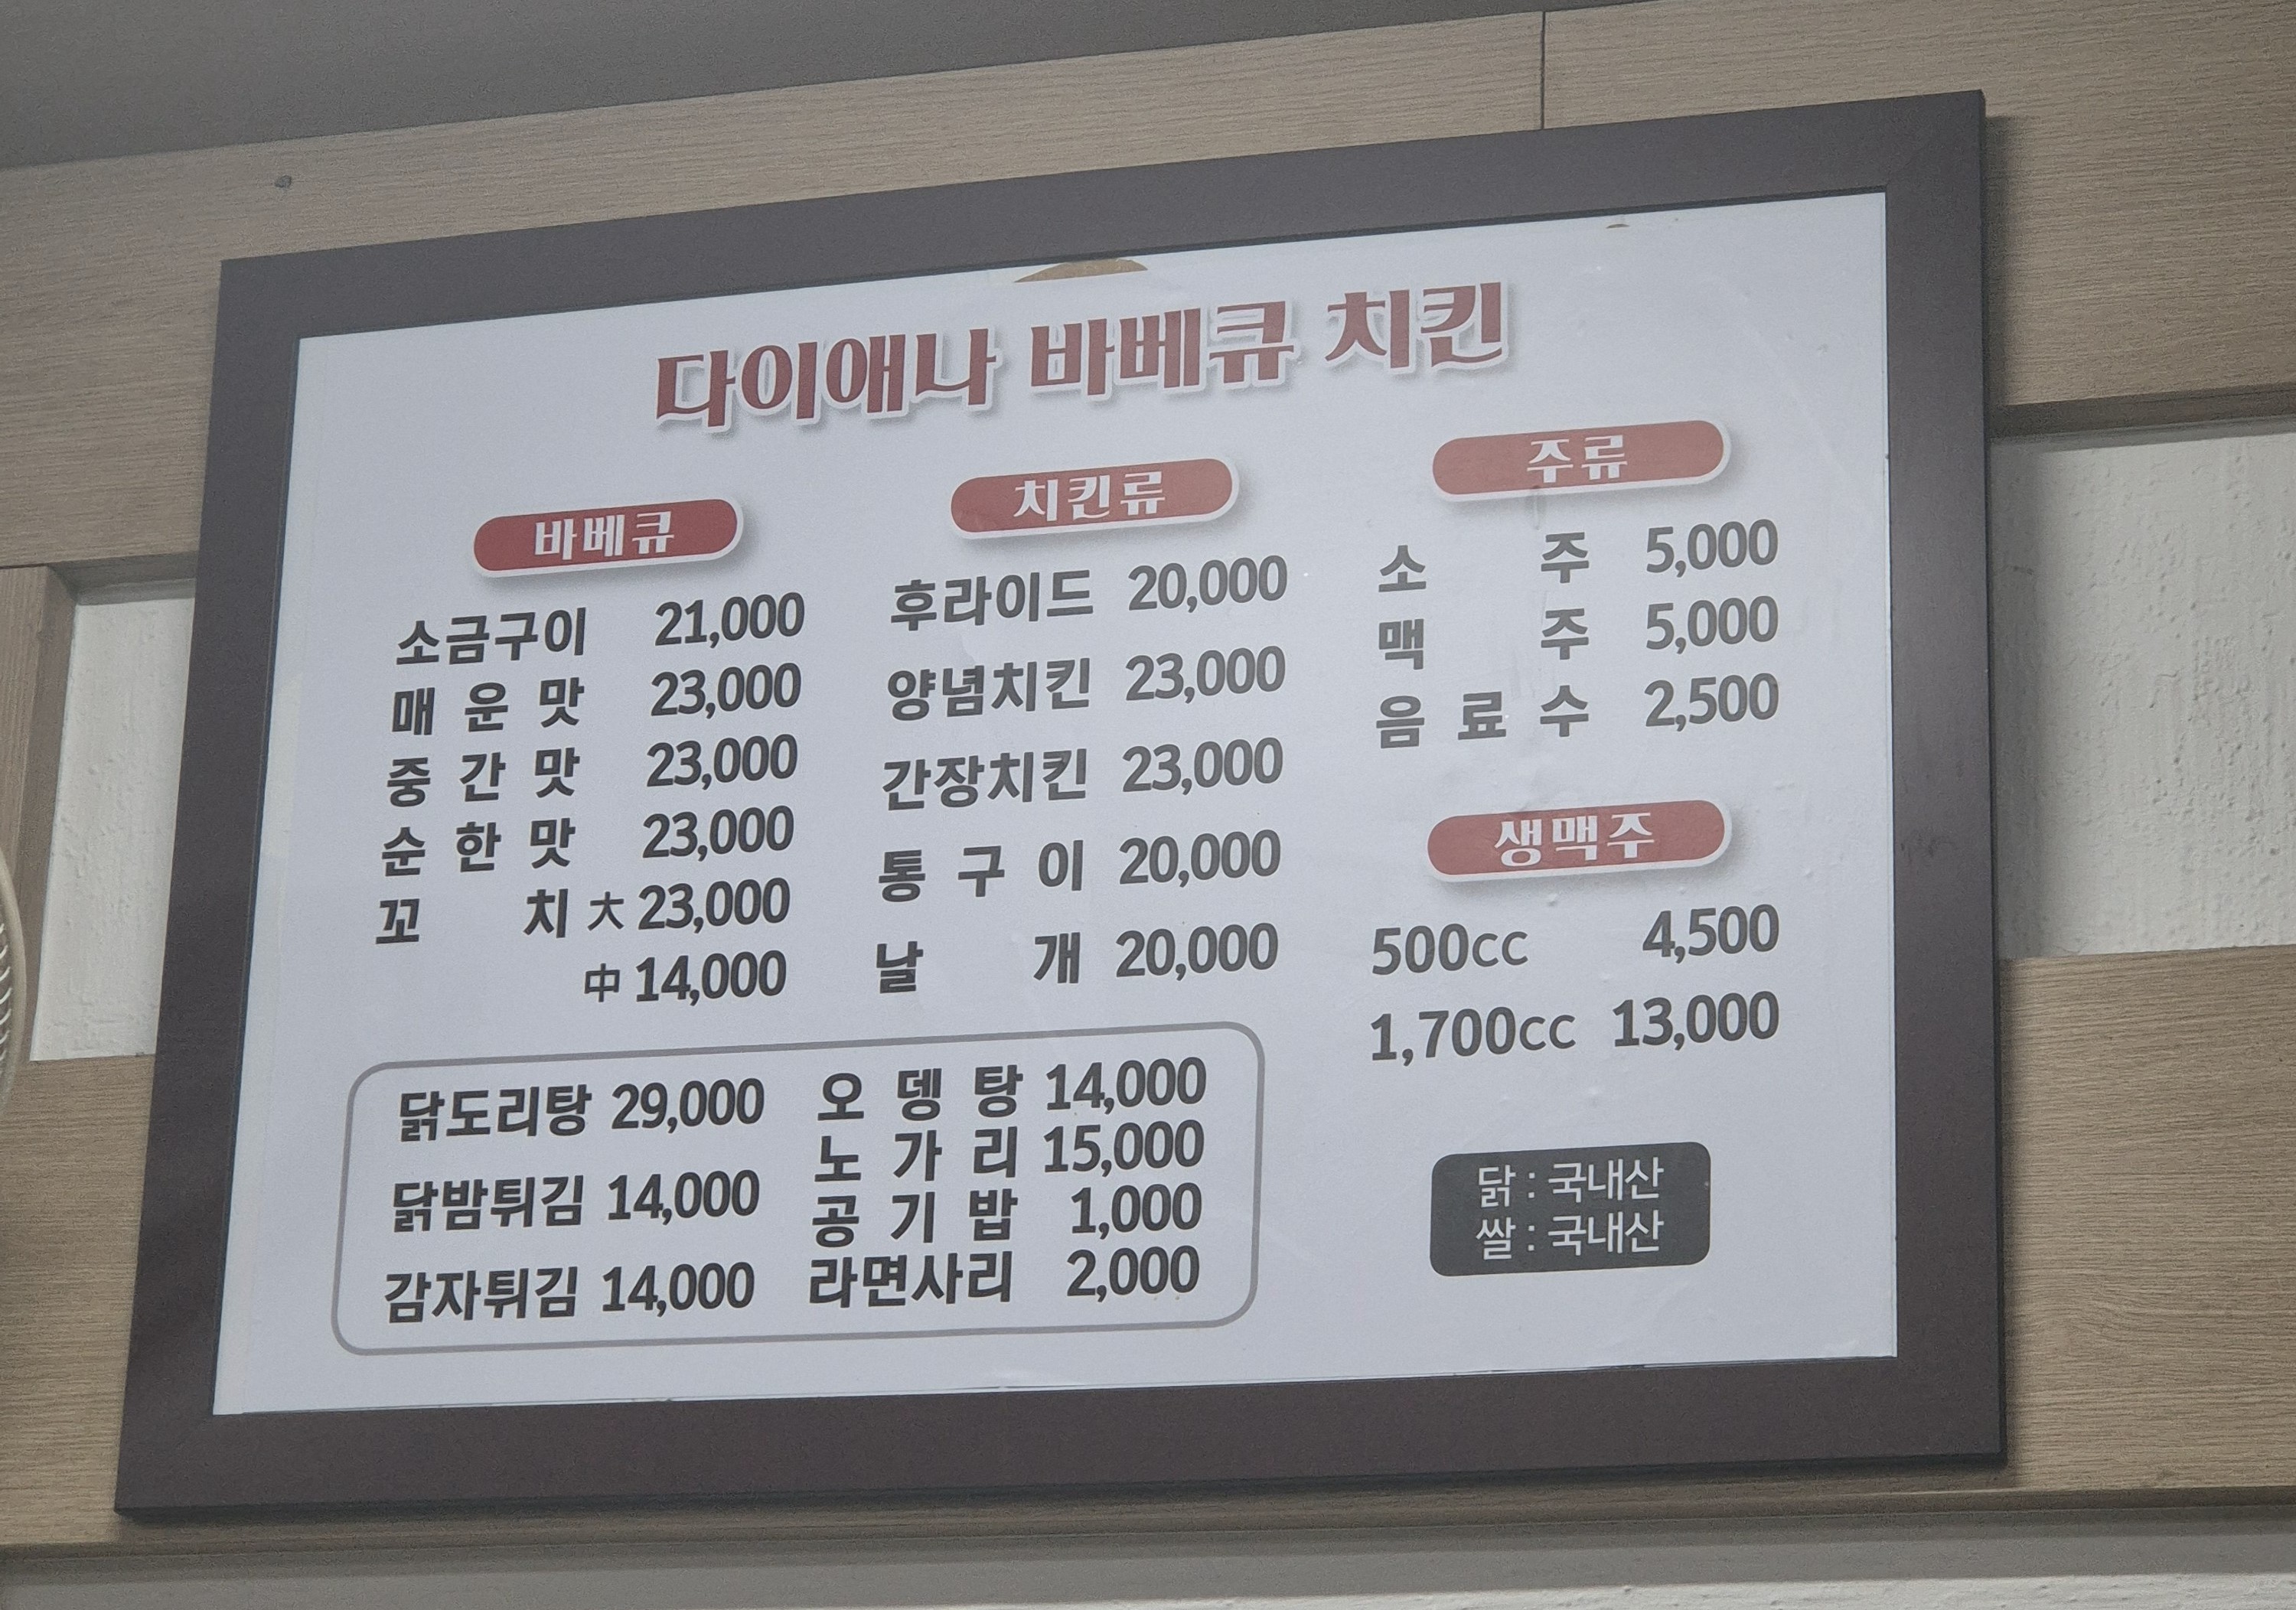 다이애나 바베큐 치킨
바베큐
소금구이 21,000
매운맛 23,000
중간맛 23,000
순한맛 23,000
꼬치 大 23,000
中 14,000
치킨류
후라이드 20,000
양념치킨 23,000
간장치킨 23,000
통구이 20,000
날개 20,000
주류
소주 5,000
맥주 5,000
음료수 2,500
생맥주
500cc 4,500
1,700cc 13,000
닭도리탕 29,000
닭밤튀김 14,000
감자튀김 14,000
오뎅탕 14,000
노가리 15,000
공기밥 1,000
라면사리 2,000
닭 : 국내산
쌀 : 국내산